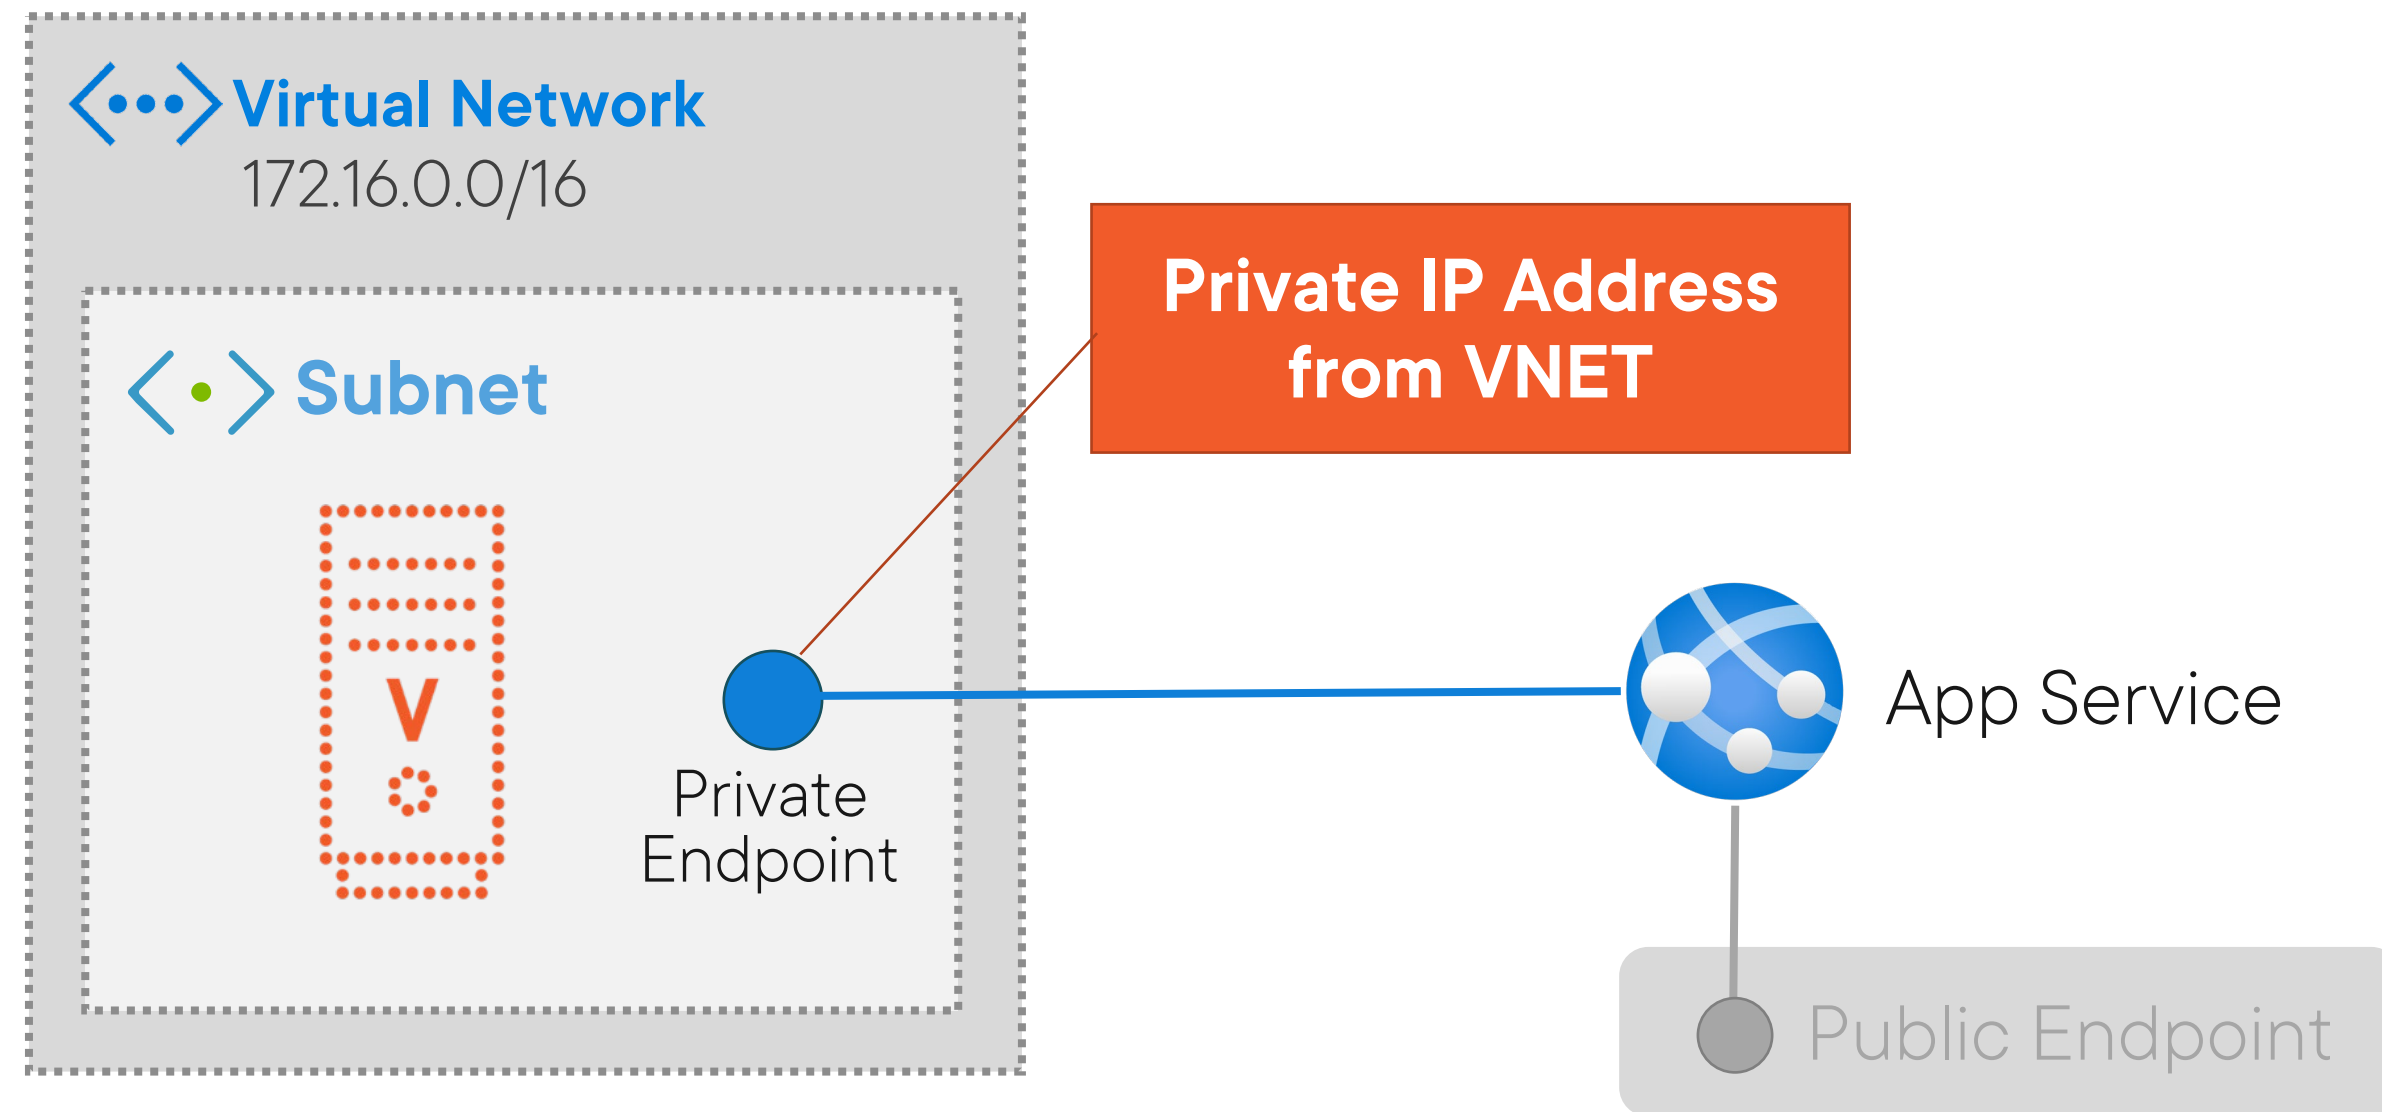 Virtual Network
172.16.0.0/16
Private IP Address
from VNET
Subnet
V
Private
Endpoint
App Service
Public Endpoint